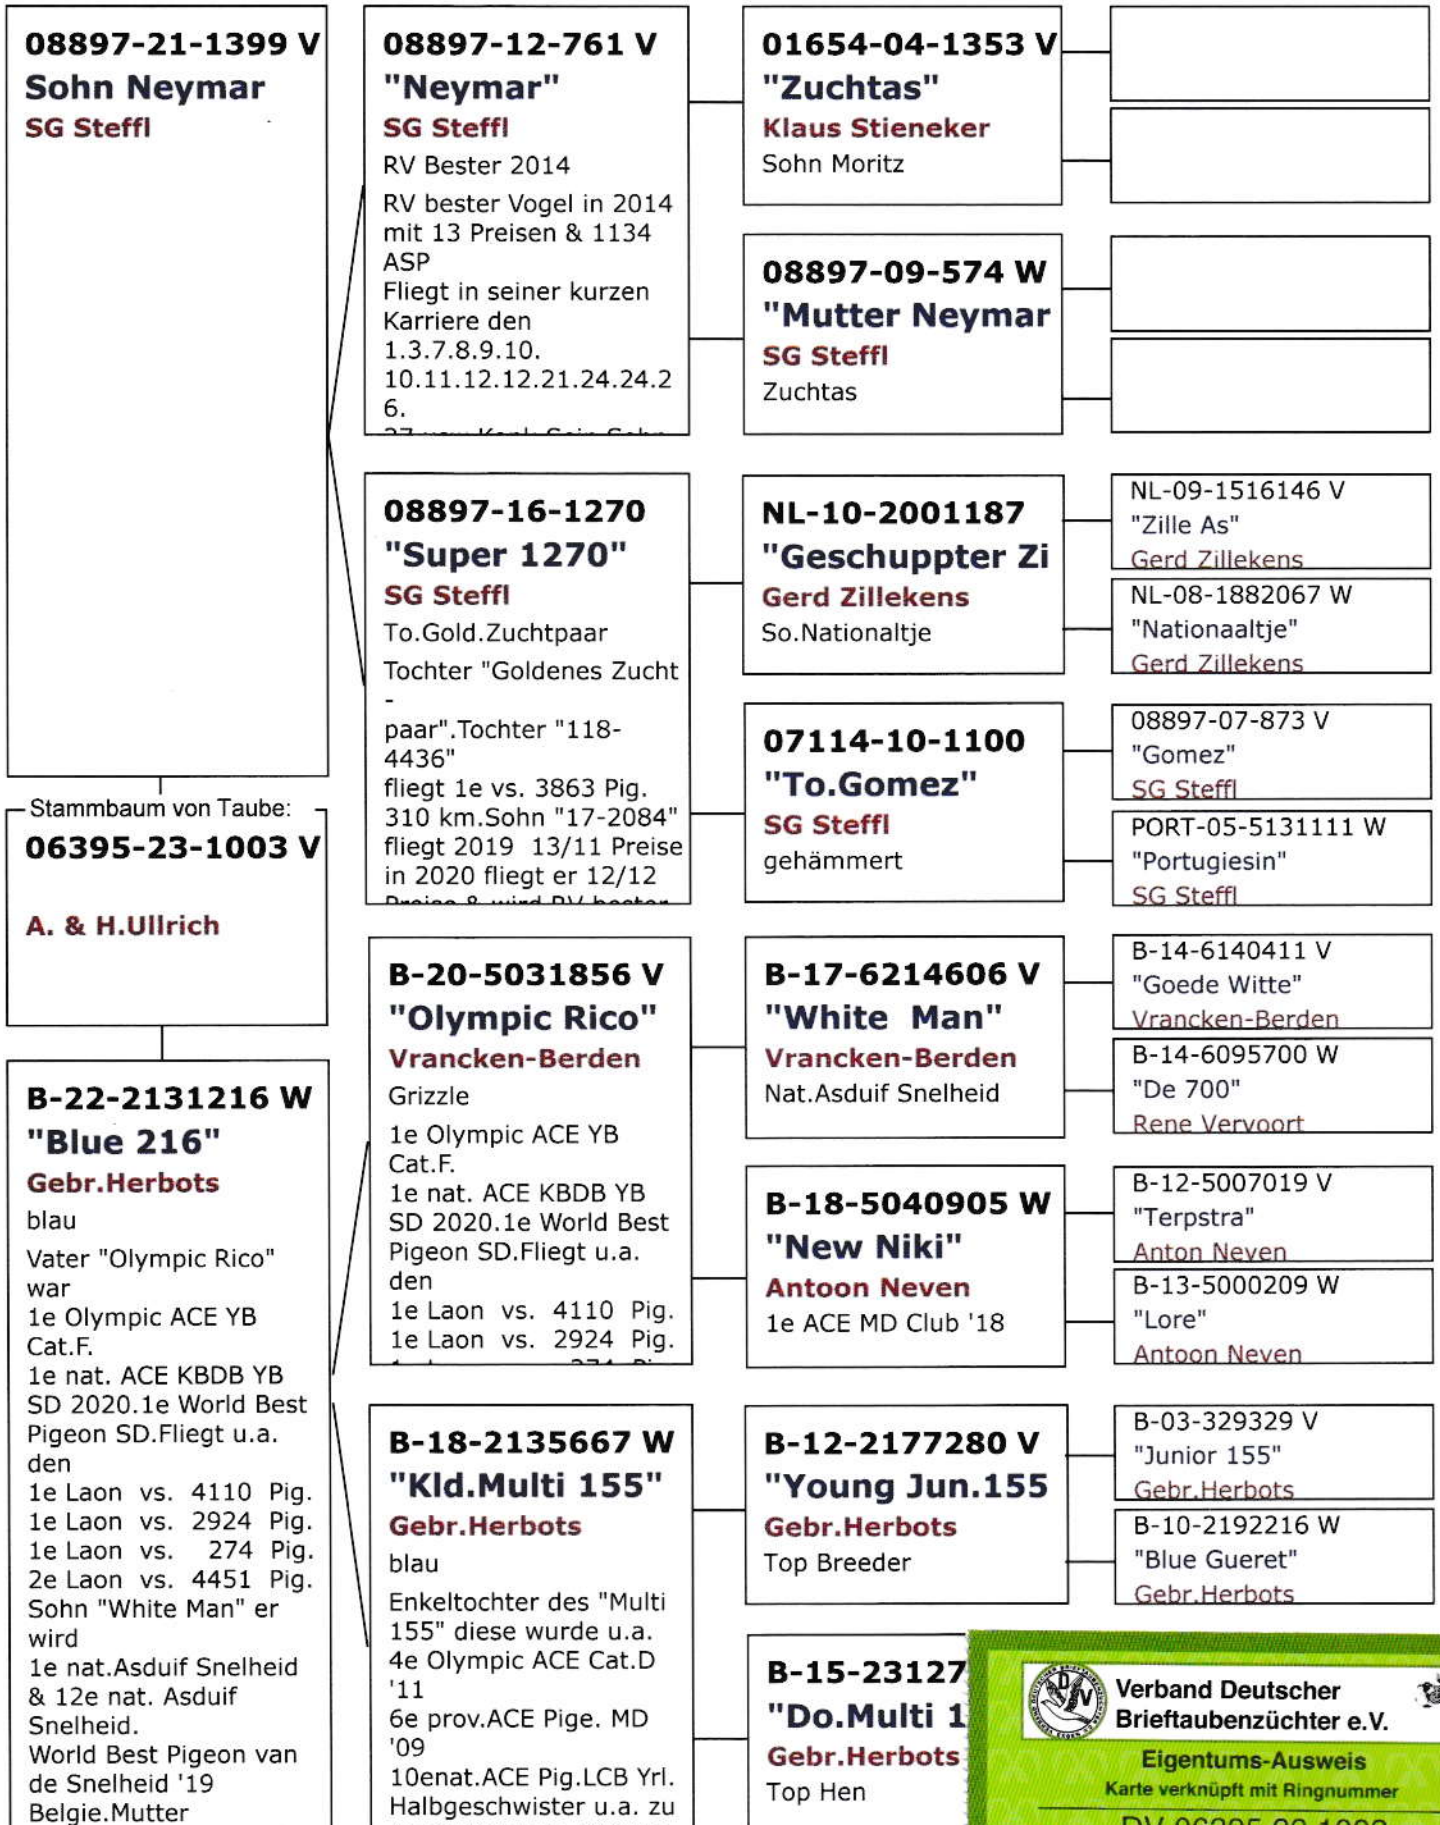 08897-21-1399 V
Sohn Neymar
SG Steffl
Stammbaum von Taube:
06395-23-1003 V
A. & H.Ullrich
B-22-2131216 W
"Blue 216"
Gebr.Herbots
blau
Vater "Olympic Rico"
war
1e Olympic ACE YB
Cat.F.
1e nat. ACE KBDB YB
SD 2020.1e World Best
Pigeon SD.Fliegt u.a.
den
1e Laon vs. 4110 Pig.
1e Laon vs. 2924 Pig.
1e Laon vs. 274 Pig.
2e Laon vs. 4451 Pig.
Sohn "White Man" er
wird
1e nat.Asduif Snelheid
& 12e nat. Asduif
Snelheid.
World Best Pigeon van
de Snelheid '19
Belgie.Mutter
08897-12-761 V
"Neymar"
SG Steffl
RV Bester 2014
RV bester Vogel in 2014
mit 13 Preisen & 1134
ASP
Fliegt in seiner kurzen
Karriere den
1.3.7.8.9.10.
10.11.12.12.21.24.24.2
6.
08897-16-1270
"Super 1270"
SG Steffl
To.Gold.Zuchtpaar
Tochter "Goldenes Zucht
-
paar".Tochter "118-
4436"
fliegt 1e vs. 3863 Pig.
310 km.Sohn "17-2084"
fliegt 2019 13/11 Preise
in 2020 fliegt er 12/12
Preise & wird RV bester
B-20-5031856 V
"Olympic Rico"
Vrancken-Berden
Grizzle
1e Olympic ACE YB
Cat.F.
1e nat. ACE KBDB YB
SD 2020.1e World Best
Pigeon SD.Fliegt u.a.
den
1e Laon vs. 4110 Pig.
1e Laon vs. 2924 Pig.
B-18-2135667 W
"Kld.Multi 155"
Gebr.Herbots
blau
Enkeltochter des "Multi
155" diese wurde u.a.
4e Olympic ACE Cat.D
'11
6e prov.ACE Pige. MD
'09
10enat.ACE Pig.LCB Yrl.
Halbgeschwister u.a. zu
01654-04-1353 V
"Zuchtas"
Klaus Stieneker
Sohn Moritz
08897-09-574 W
"Mutter Neymar
SG Steffl
Zuchtas
NL-10-2001187
"Geschuppter Zi
Gerd Zillekens
So.Nationaltje
07114-10-1100
"To.Gomez"
SG Steffl
gehämmert
B-17-6214606 V
"White Man"
Vrancken-Berden
Nat.Asduif Snelheid
B-18-5040905 W
"New Niki"
Antoon Neven
1e ACE MD Club '18
B-12-2177280 V
"Young Jun.155
Gebr.Herbots
Top Breeder
B-15-23127
"Do.Multi 1
Gebr.Herbots
Top Hen
NL-09-1516146 V
"Zille As"
Gerd Zillekens
NL-08-1882067 W
"Nationaaltje"
Gerd Zillekens
08897-07-873 V
"Gomez"
SG Steffl
PORT-05-5131111 W
"Portugiesin"
SG Steffl
B-14-6140411 V
"Goede Witte"
Vrancken-Berden
B-14-6095700 W
"De 700"
Rene Vervoort
B-12-5007019 V
"Terpstra"
Anton Neven
B-13-5000209 W
"Lore"
Antoon Neven
B-03-329329 V
"Junior 155"
Gebr.Herbots
B-10-2192216 W
"Blue Gueret"
Gebr.Herbots
Verband Deutscher
Brieftaubenzüchter e.V.
Eigentums-Ausweis
Karte verknüpft mit Ringnummer